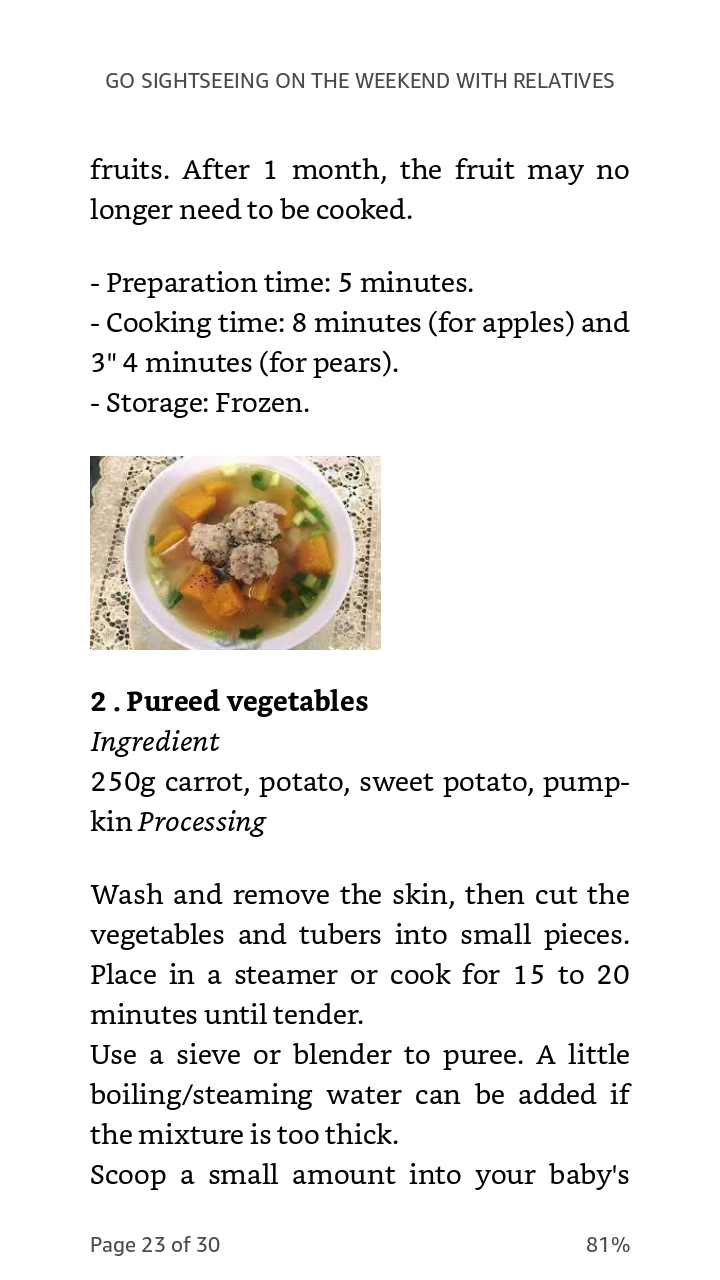 GO SIGHTSEEING ON THE WEEKEND WITH RELATIVES
fruits. After 1 month, the fruit may no
longer need to be cooked.
- Preparation time: 5 minutes.
- Cooking time: 8 minutes (for apples) and
3" 4 minutes (for pears).
- Storage: Frozen.
2 . Pureed vegetables
Ingredient
250g carrot, potato, sweet potato, pump-
kin Processing
Wash and remove the skin, then cut the
vegetables and tubers into small pieces.
Place in a steamer or cook for 15 to 20
minutes until tender.
Use a sieve or blender to puree. A little
boiling/steaming water can be added if
the mixture is too thick.
Scoop a small amount into your baby's
Page 23 of 30
81%